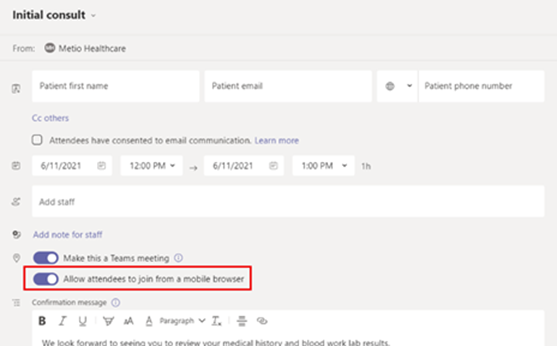 Initial consult
From: MH Metio Healthcare
Patient first name Patient email Patient phone number
Cc others
Attendees have consented to email communication. Learn more
6/11/2021 12:00 PM → 6/11/2021 1:00 PM 1h
Add staff
Add note for staff
Make this a Teams meeting
Allow attendees to join from a mobile browser
Confirmation message
B I U AA A Paragraph Tx
We look forward to seeing you to review your medical history and blood work lab results.